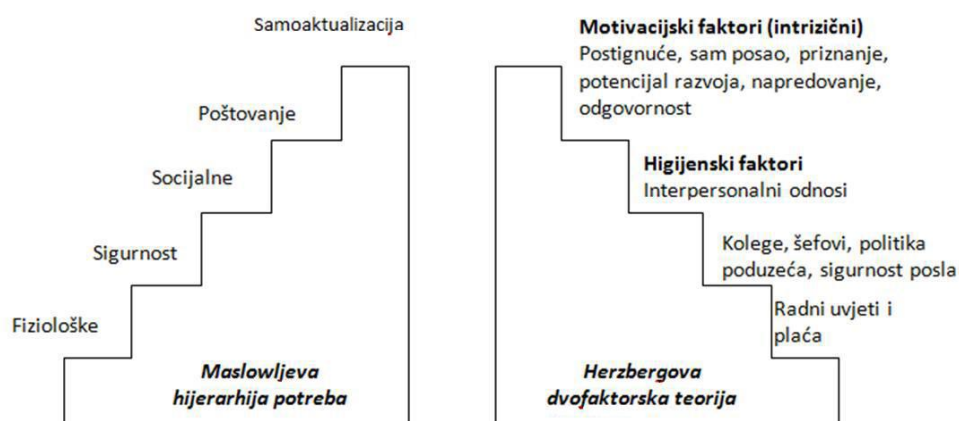 Samoaktualizacija
Poštovanje
Socijalne
Sigurnost
Fiziološke
Maslowljeva
hijerarhija potreba
Motivacijski faktori (intrizični)
Postignuće, sam posao, priznanje,
potencijal razvoja, napredovanje,
odgovornost
Higijenski faktori
Interpersonalni odnosi
Kolege, šefovi, politika
poduzeća, sigurnost posla
Radni uvjeti i
plaća
Herzbergova
dvofaktorska teorija